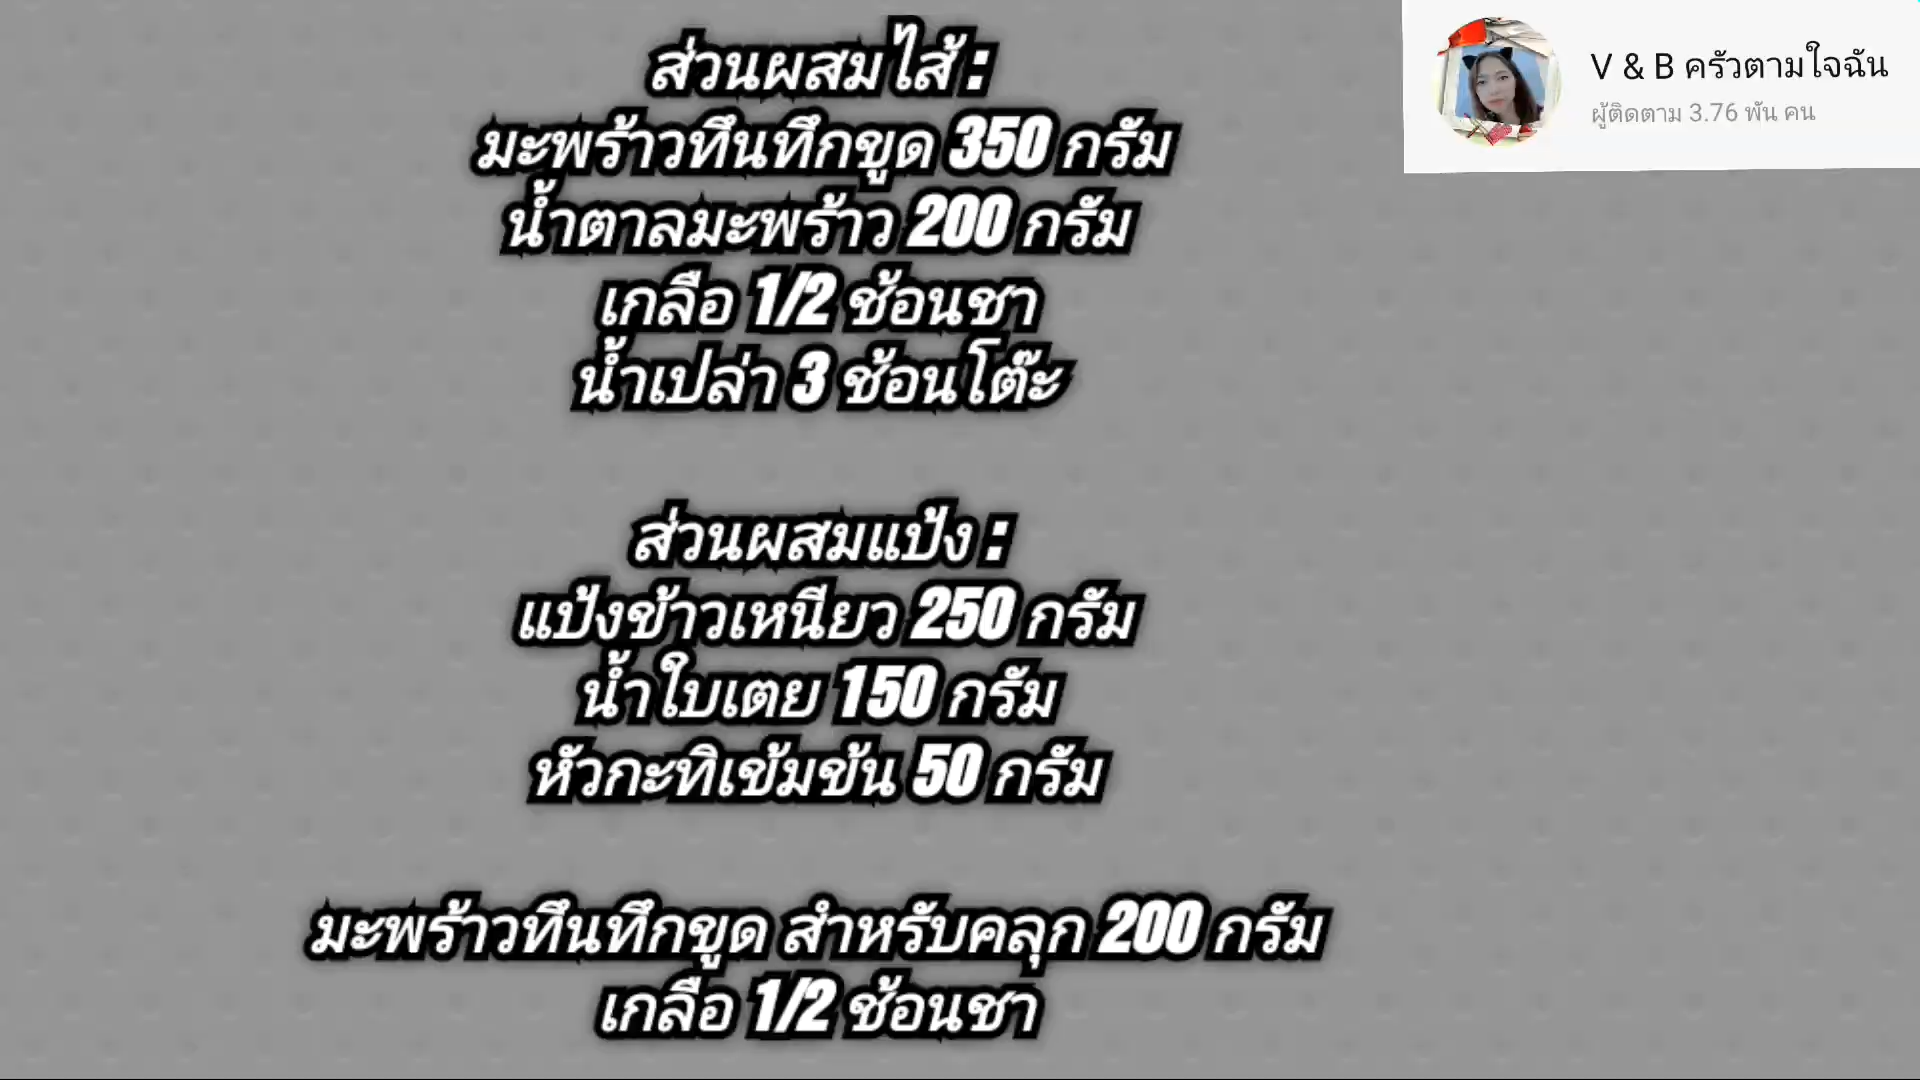 ส่วนผสมไส้ :
มะพร้าวทึนทึกขูด 350 กรัม
น้ำตาลมะพร้าว 200 กรัม
เกลือ 1/2 ช้อนชา
น้ำเปล่า 3 ช้อนโต๊ะ
ส่วนผสมแป้ง :
แป้งข้าวเหนียว 250 กรัม
น้ำใบเตย 150 กรัม
หัวกะทิเข้มข้น 50 กรัม
มะพร้าวทึนทึกขูด สำหรับคลุก 200 กรัม
เกลือ 1/2 ช้อนชา
V & B ครัวตามใจฉัน
ผู้ติดตาม 3.76 พัน คน